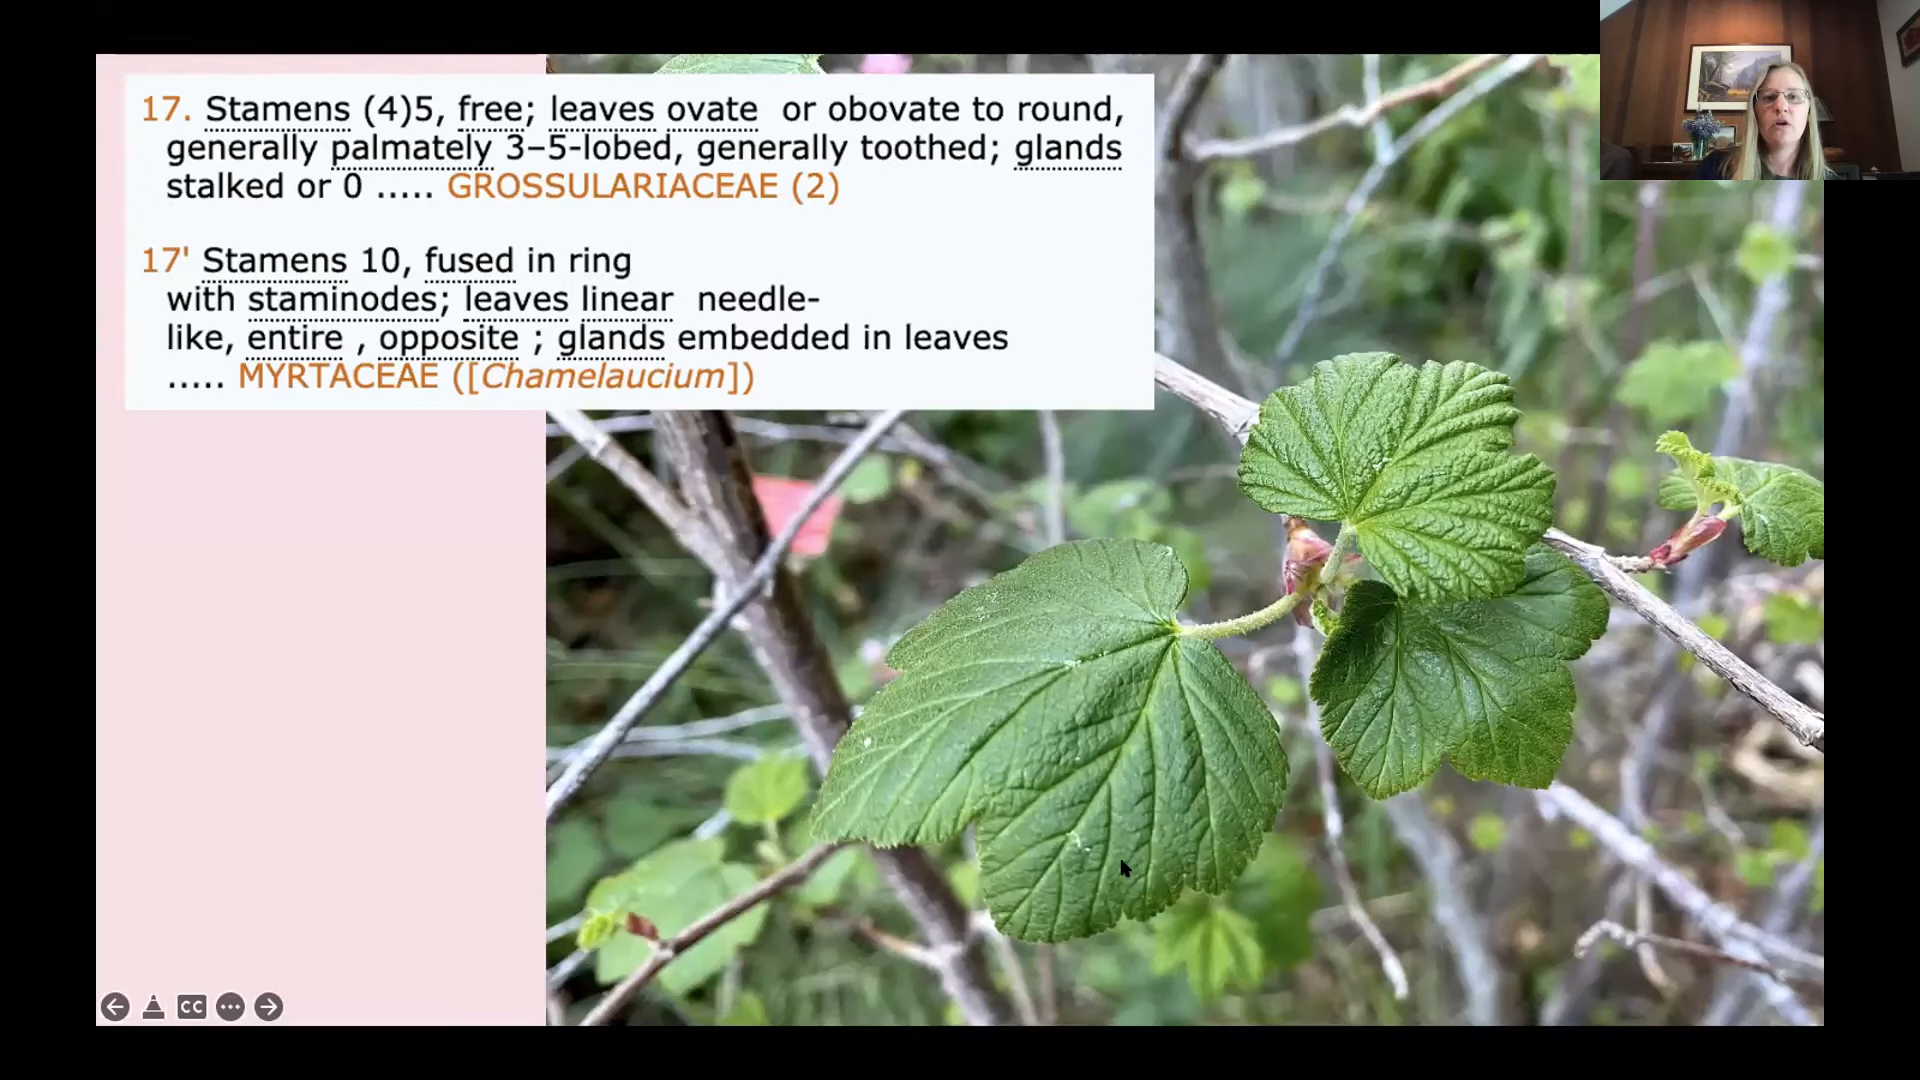 17. Stamens (4)5, free; leaves ovate or obovate to round,
generally palmately 3–5-lobed, generally toothed; glands
stalked or 0 ..... GROSSULARIACEAE (2)
17' Stamens 10, fused in ring
with staminodes; leaves linear needle-
like, entire , opposite ; glands embedded in leaves
..... MYRTACEAE ([Chamelaucium])
CC